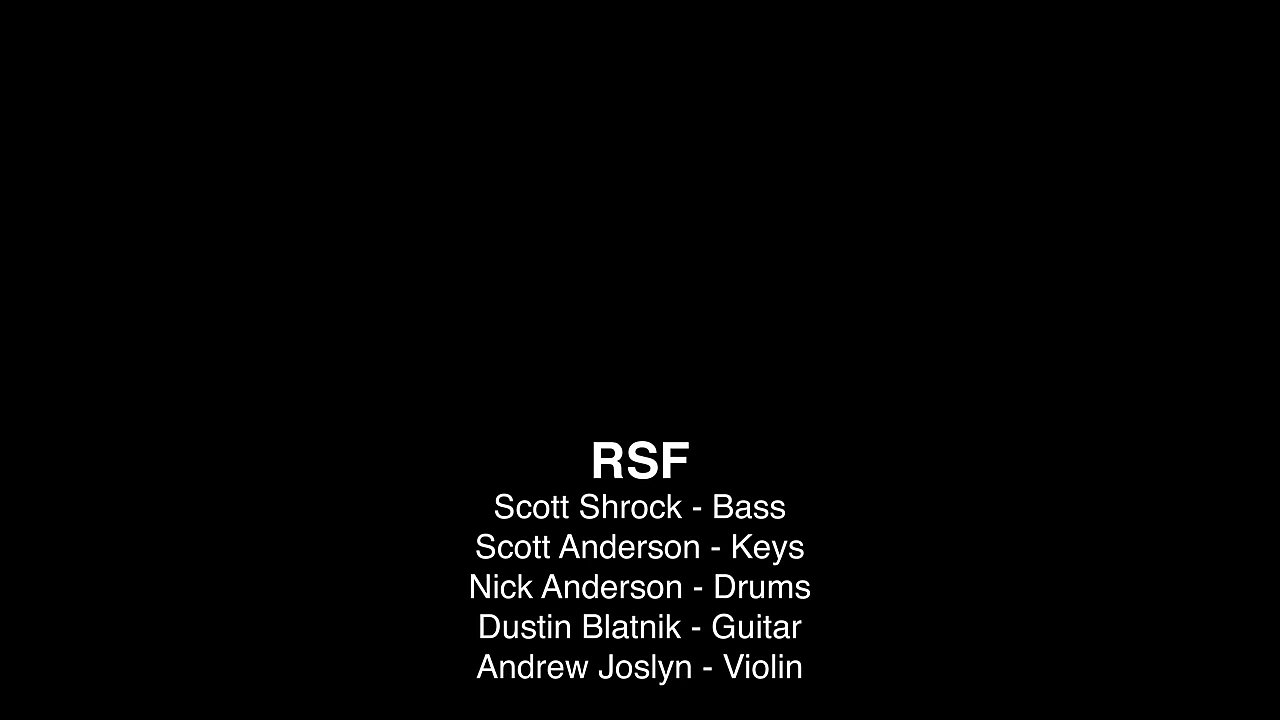 RSF
Scott Shrock - Bass
Scott Anderson - Keys
Nick Anderson - Drums
Dustin Blatnik - Guitar
Andrew Joslyn - Violin